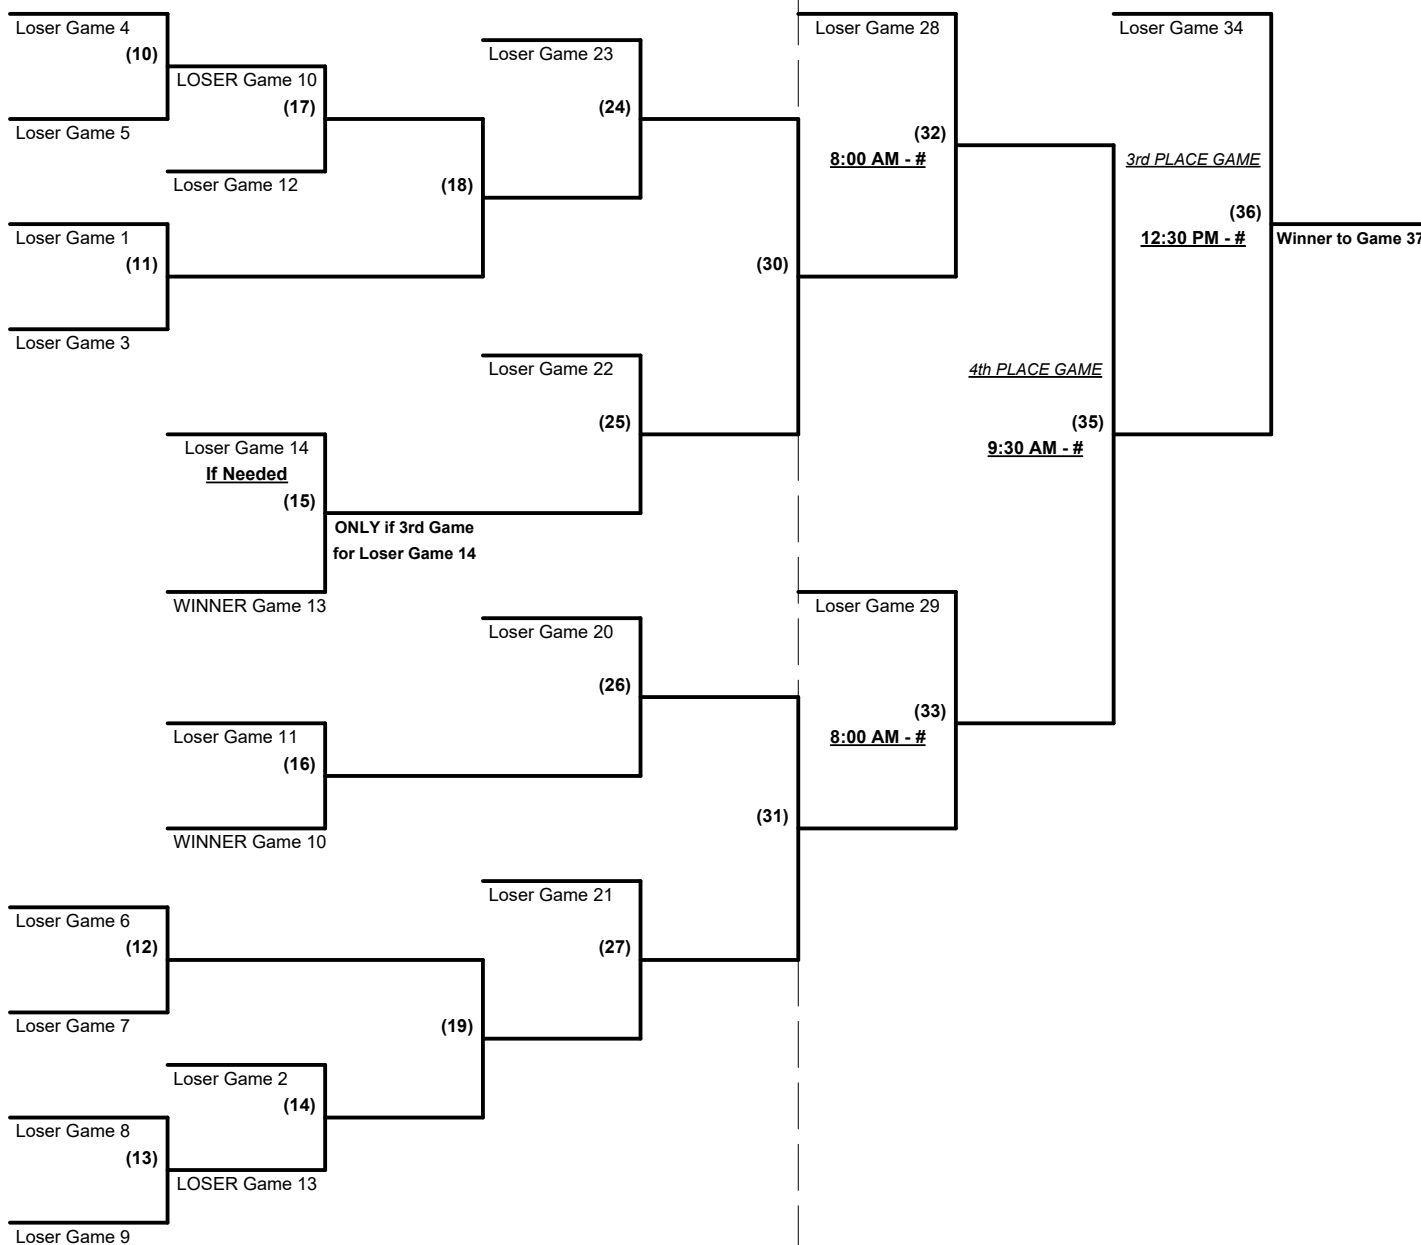 Loser Game 4
(10)
Loser Game 5
LOSER Game 10
(17)
Loser Game 12
Loser Game 1
(11)
Loser Game 3
(18)
Loser Game 23
(24)
Loser Game 22
(25)
Loser Game 14
If Needed
(15)
ONLY if 3rd Game
for Loser Game 14
WINNER Game 13
(30)
Loser Game 28
(32)
8:00 AM - #
Loser Game 20
(26)
Loser Game 11
(16)
WINNER Game 10
Loser Game 6
(12)
Loser Game 7
Loser Game 2
(14)
Loser Game 8
(13)
LOSER Game 13
Loser Game 9
(19)
Loser Game 21
(27)
(31)
Loser Game 29
(33)
8:00 AM - #
4th PLACE GAME
(35)
9:30 AM - #
Loser Game 34
3rd PLACE GAME
(36)
12:30 PM - #
Winner to Game 37